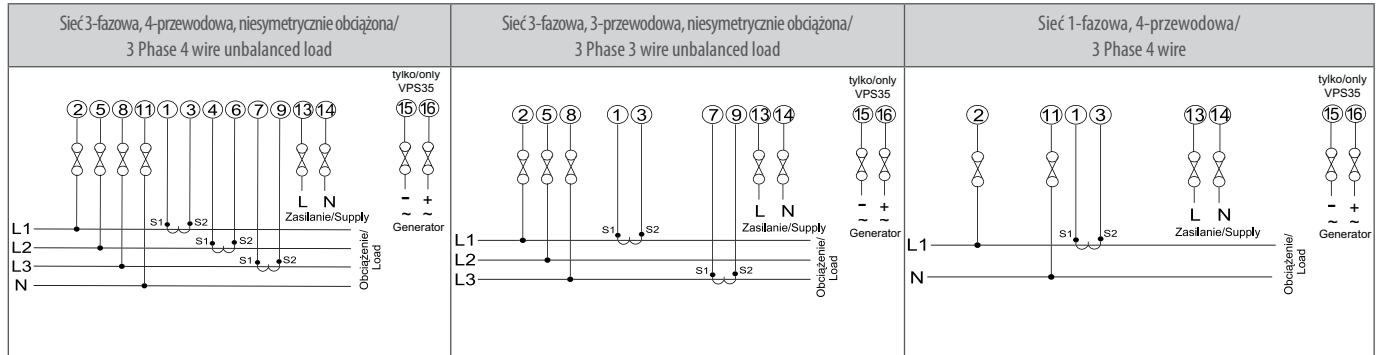 Sieć 3-fazowa, 4-przewodowa, niesymetrycznie obciążona/
3 Phase 4 wire unbalanced load
tylko/only
VPS35
2 5 8 11 1 3 4 6 7 9 13 14 15 16
L N - +
~ ~
Zasilanie/Supply
Generator
L1 S1 S2
L2 S1 S2
L3 S1 S2
N
Obciążenie/
Load
Sieć 3-fazowa, 3-przewodowa, niesymetrycznie obciążona/
3 Phase 3 wire unbalanced load
tylko/only
VPS35
2 5 8 1 3 7 9 13 14 15 16
L N - +
~ ~
Zasilanie/Supply
Generator
L1 S1 S2
L2
L3 S1 S2
Obciążenie/
Load
Sieć 1-fazowa, 4-przewodowa/
3 Phase 4 wire
tylko/only
VPS35
2 11 1 3 13 14 15 16
L N - +
~ ~
Zasilanie/Supply
Generator
L1 S1 S2
N
Obciążenie/
Load